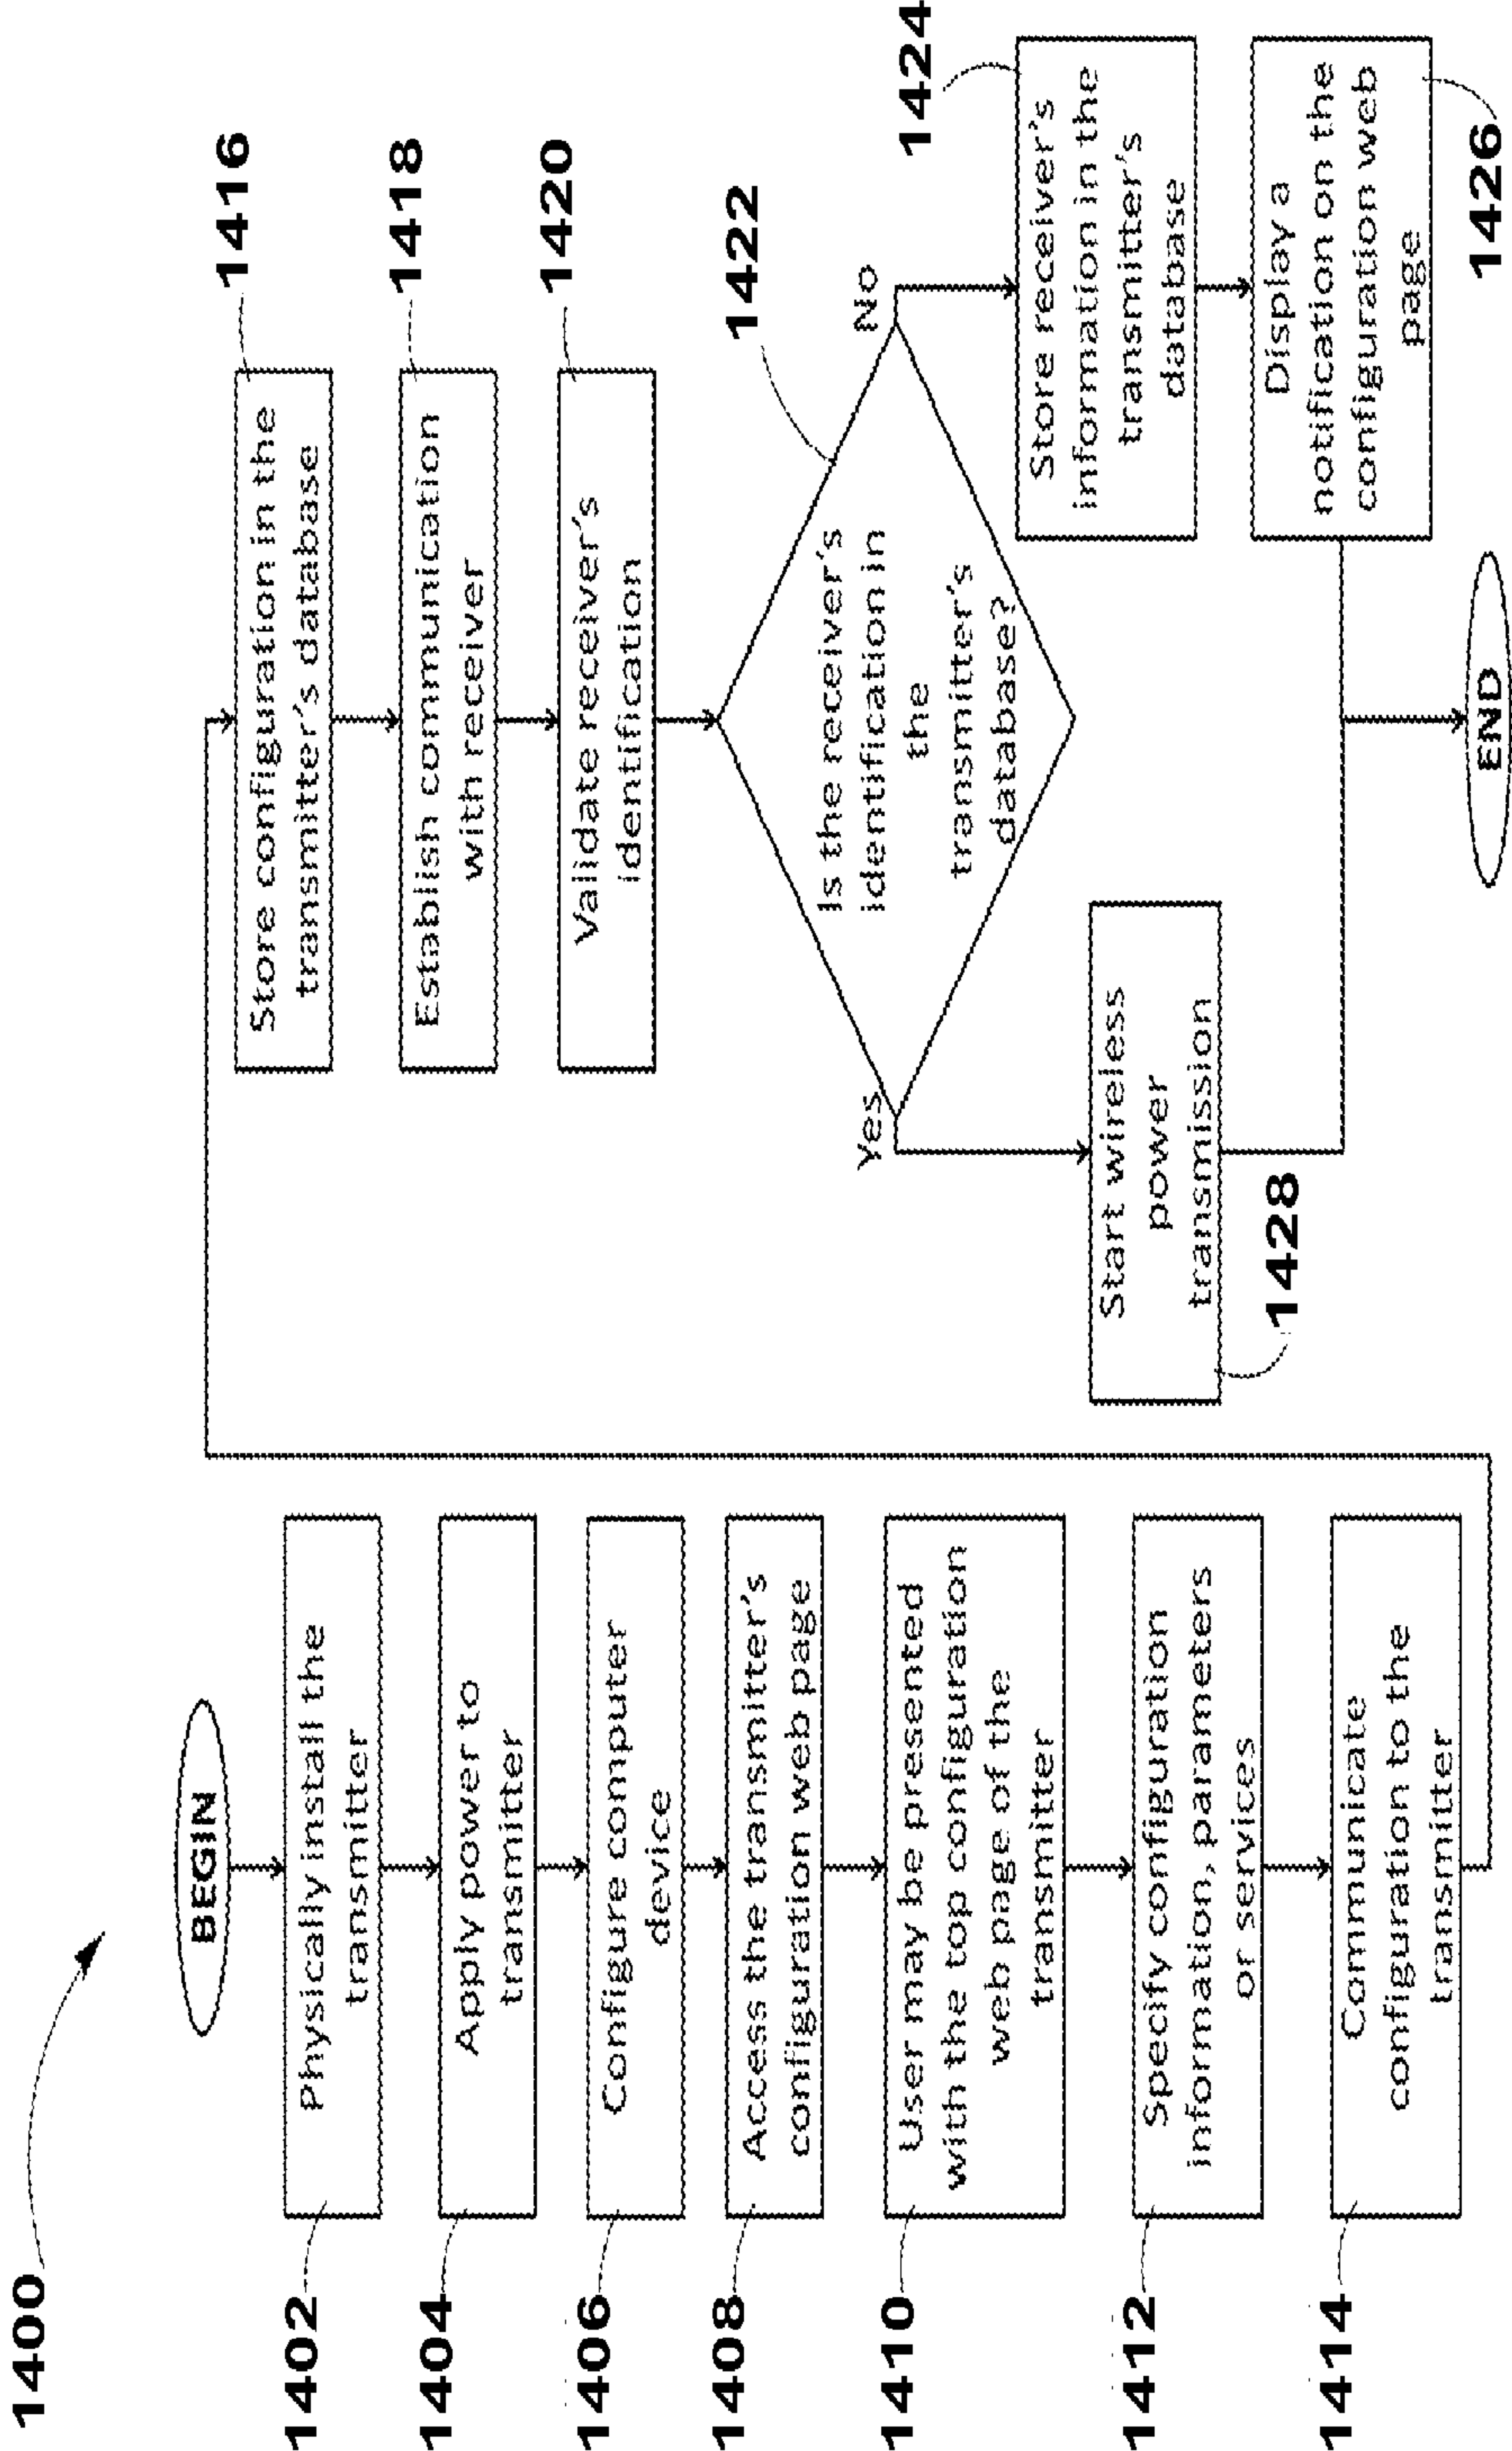 1400
BEGIN
1402
Physically install the
transmitter
1404
Apply power to
transmitter
1406
Configure computer
device
1408
Access the transmitter's
configuration web page
1410
User may be presented
with the top configuration
web page of the
transmitter
1412
Specify configuration
information, parameters
or services
1414
Communicate
configuration to the
transmitter
1416
Store configuration in the
transmitter's database
1418
Establish communication
with receiver
1420
Validate receiver's
identification
1422
Is the receiver's
identification in
the
transmitter's
database?
Yes
No
1428
Start wireless
power
transmission
1424
Store receiver's
information in the
transmitter's
database
1426
Display a
notification on the
configuration web
page
END